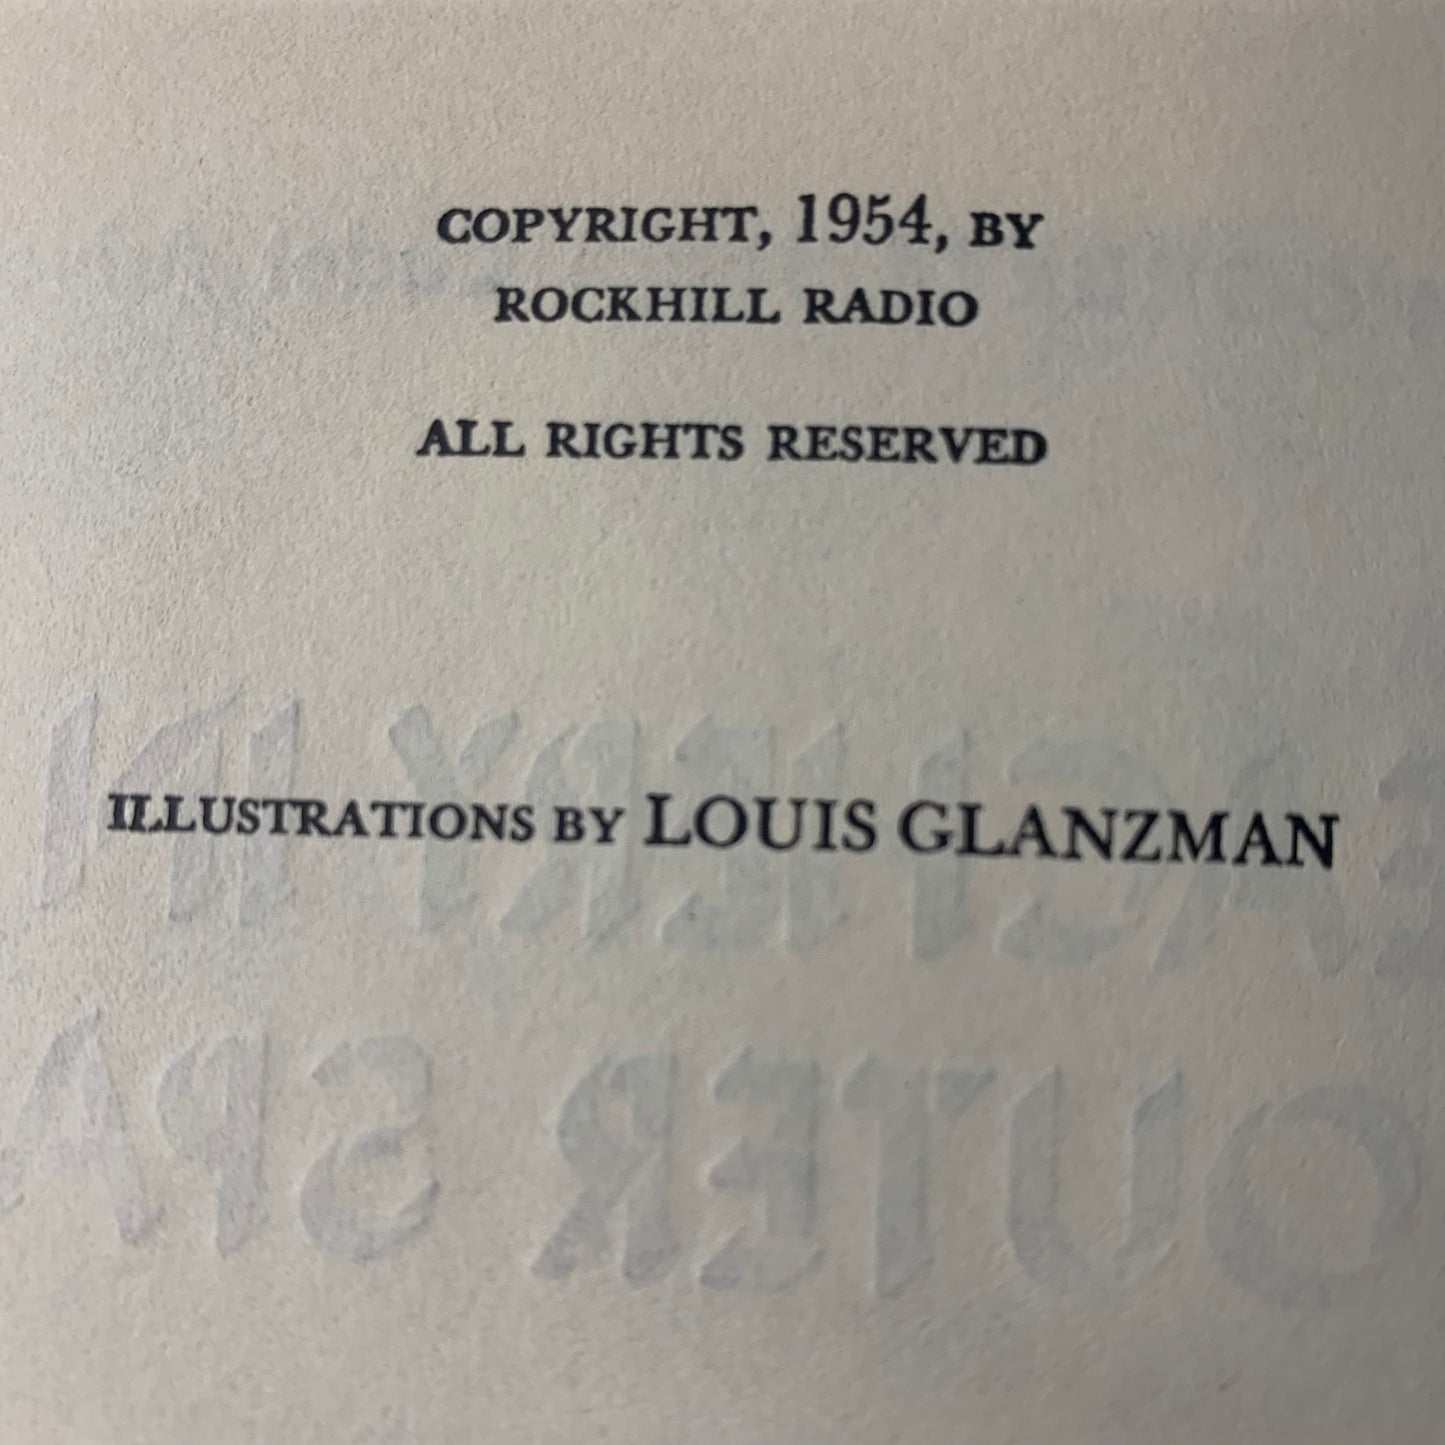 COPYRIGHT, 1954, BY
ROCKHILL RADIO
ALL RIGHTS RESERVED
ILLUSTRATIONS BY LOUIS GLANZMAN